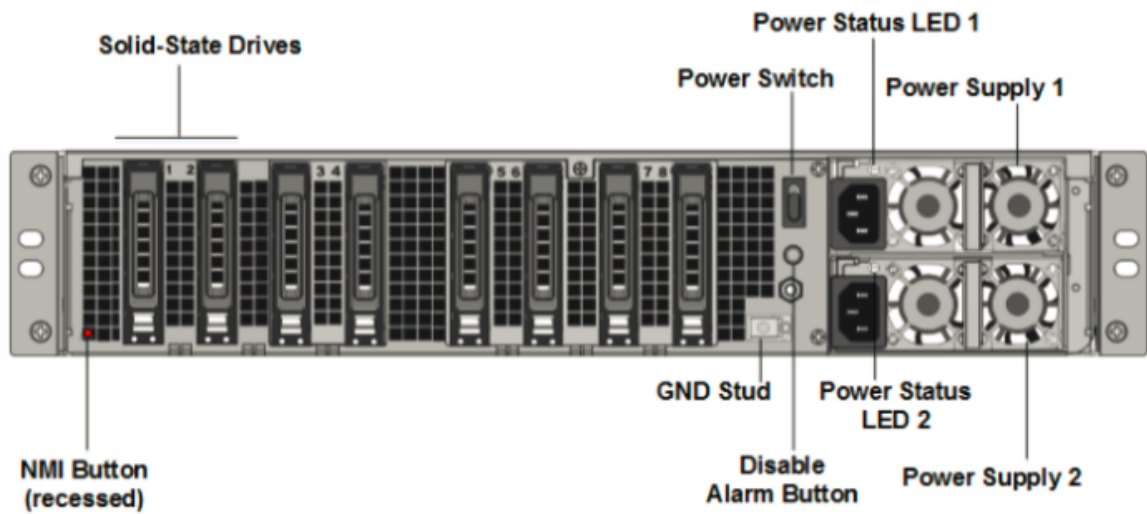 Power Status LED 1
Solid-State Drives
Power Switch
Power Supply 1
1 2
3 4
5 6
7 8
GND Stud
Power Status
LED 2
NMI Button
(recessed)
Disable
Alarm Button
Power Supply 2